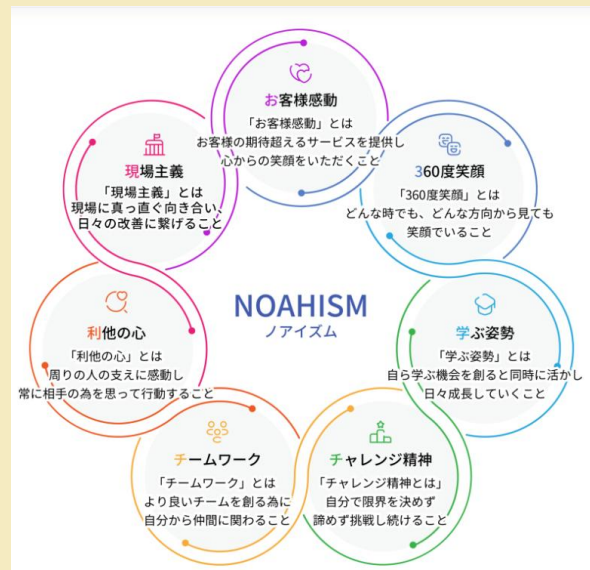 お客様感動
「お客様感動」とは
お客様の期待超えるサービスを提供し
心からの笑顔をいただくこと
360度笑顔
「360度笑顔」とは
どんな時でも、どんな方向から見ても
笑顔でいること
学ぶ姿勢
「学ぶ姿勢」とは
自ら学ぶ機会を創ると同時に活かし
日々成長していくこと
チャレンジ精神
「チャレンジ精神とは」
自分で限界を決めず
諦めず挑戦し続けること
チームワーク
「チームワーク」とは
より良いチームを創る為に
自分から仲間に関わること
利他の心
「利他の心」とは
周りの人の支えに感動し
常に相手の為を思って行動すること
現場主義
「現場主義」とは
現場に真っ直ぐ向き合い、
日々の改善に繋げること
NOAHISM
ノアイズム